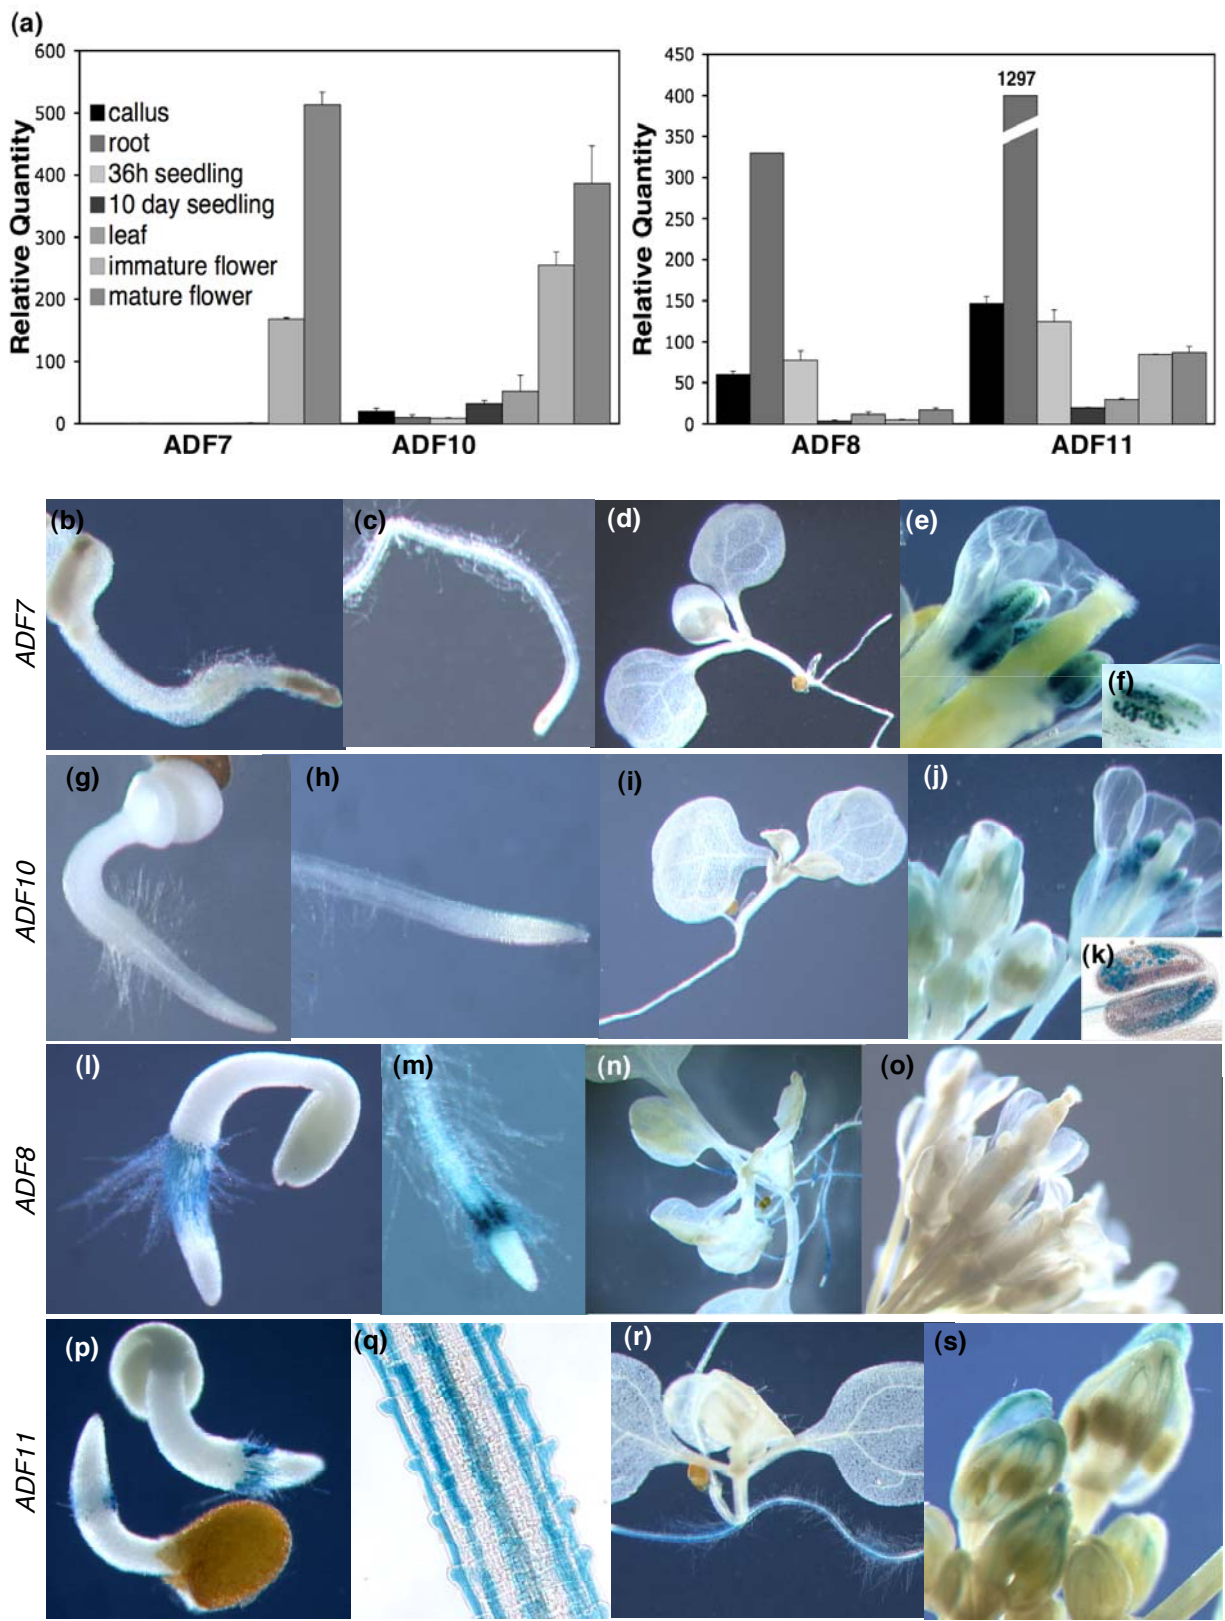 (a)
Relative Quantity
600
500
400
300
200
100
0
callus
root
36h seedling
10 day seedling
leaf
immature flower
mature flower
ADF7
ADF10
Relative Quantity
450
400
350
300
250
200
150
100
50
0
1297
ADF8
ADF11
ADF7
(b)
(c)
(d)
(e)
(f)
ADF10
(g)
(h)
(i)
(j)
(k)
ADF8
(l)
(m)
(n)
(o)
ADF11
(p)
(q)
(r)
(s)